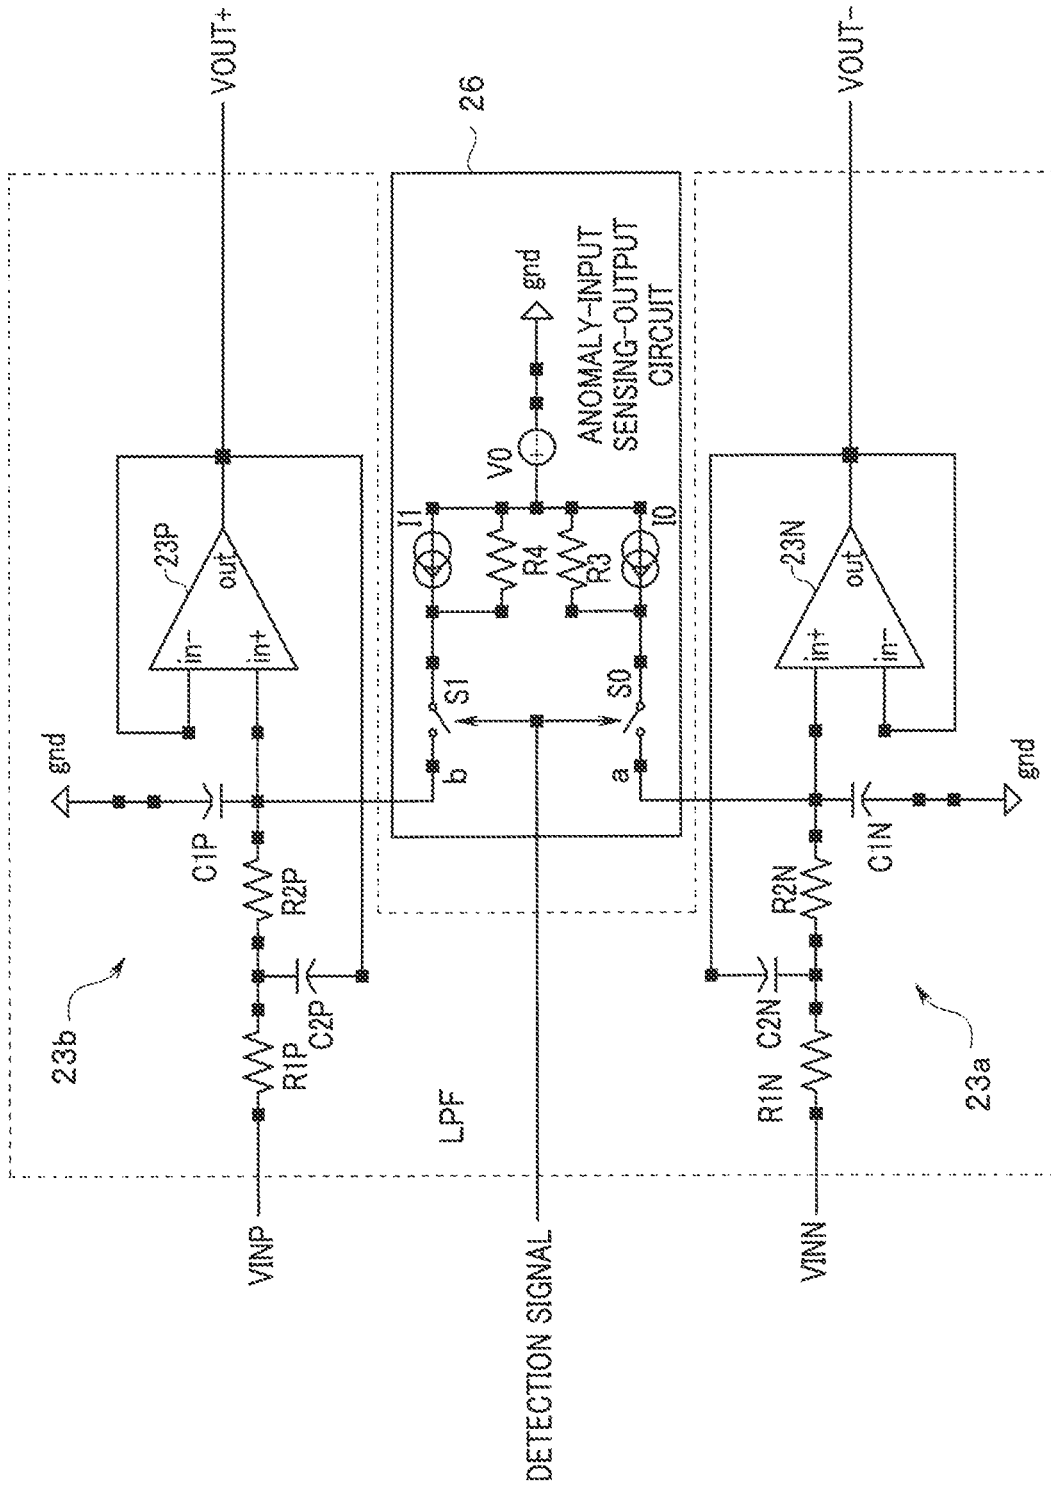 23b
gnd
VOUT+
VINP
R1P
R2P
C1P
C2P
in-
in+
out
23P
LPF
26
b
S1
I1
R4
V0
gnd
ANOMALY-INPUT
SENSING-OUTPUT
CIRCUIT
DETECTION SIGNAL
a
S0
R3
I0
VINN
R1N
C2N
R2N
C1N
in+
in-
out
23N
VOUT-
gnd
23a